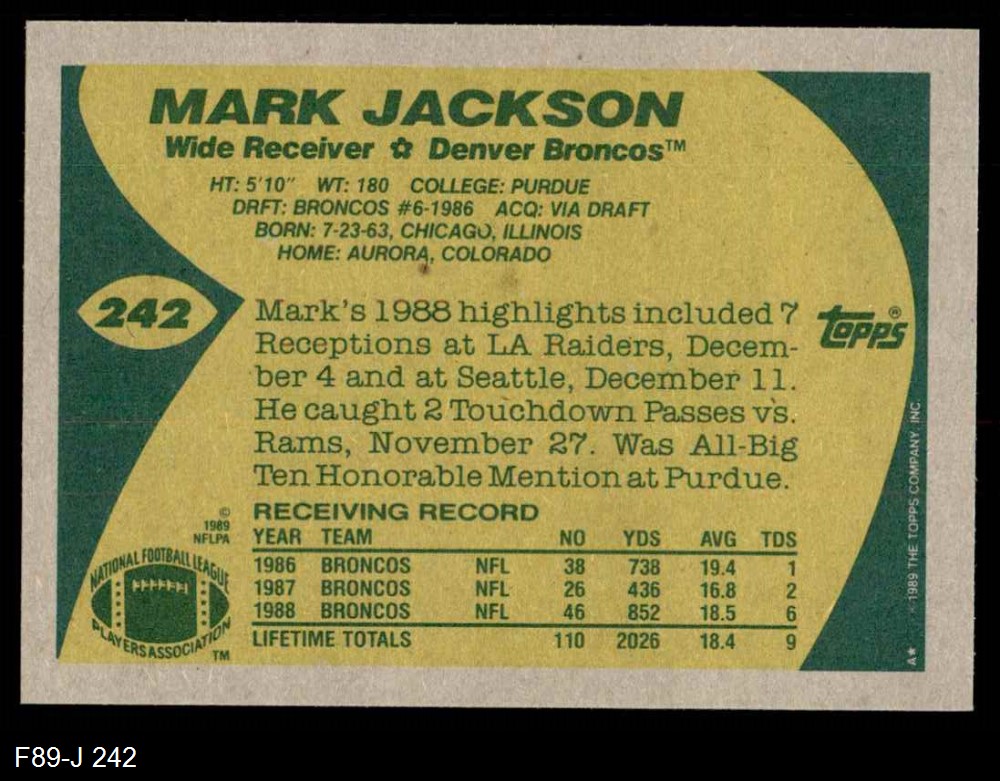 MARK JACKSON
Wide Receiver ✩ Denver Broncos™
HT: 5'10" WT: 180 COLLEGE: PURDUE
DRFT: BRONCOS #6-1986 ACQ: VIA DRAFT
BORN: 7-23-63, CHICAGO, ILLINOIS
HOME: AURORA, COLORADO
242
Mark's 1988 highlights included 7
Receptions at LA Raiders, Decem-
ber 4 and at Seattle, December 11.
He caught 2 Touchdown Passes vs.
Rams, November 27. Was All-Big
Ten Honorable Mention at Purdue.
TOPPS®
RECEIVING RECORD
YEAR TEAM NO YDS AVG TDS
1986 BRONCOS NFL 38 738 19.4 1
1987 BRONCOS NFL 26 436 16.8 2
1988 BRONCOS NFL 46 852 18.5 6
LIFETIME TOTALS 110 2026 18.4 9
©
1989
NFLPA
NATIONAL FOOTBALL LEAGUE
PLAYERS ASSOCIATION
TM
A* © 1989 THE TOPPS COMPANY, INC.
F89-J 242